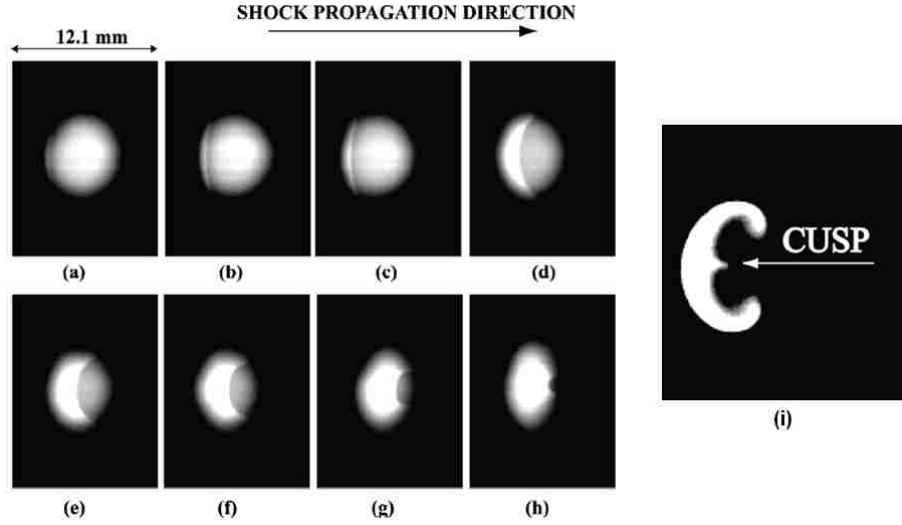 SHOCK PROPAGATION DIRECTION
12.1 mm
(a)
(b)
(c)
(d)
CUSP
(e)
(f)
(g)
(h)
(i)